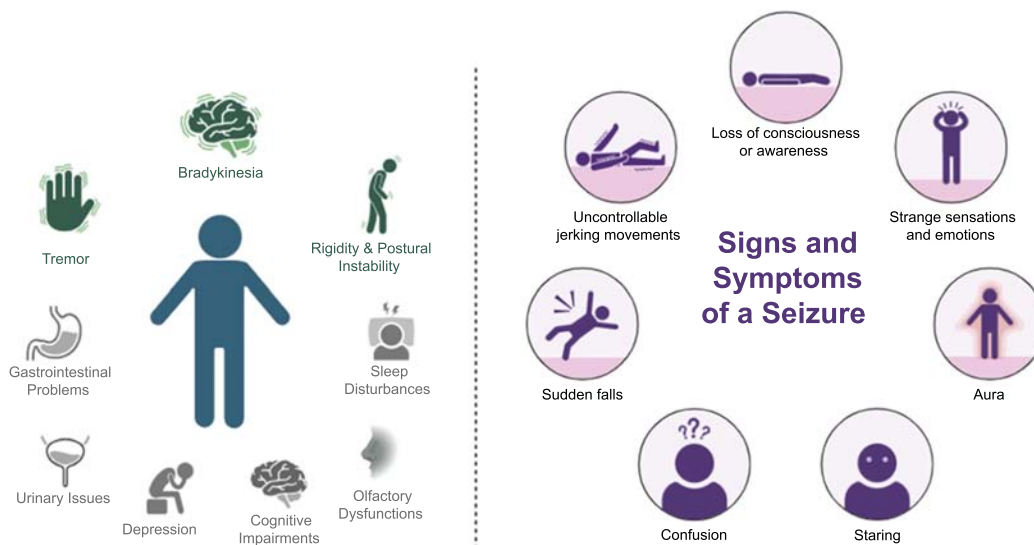 Bradykinesia
Tremor
Rigidity & Postural
Instability
Gastrointestinal
Problems
Sleep
Disturbances
Urinary Issues
Depression
Cognitive
Impairments
Olfactory
Dysfunctions
Loss of consciousness
or awareness
Uncontrollable
jerking movements
Strange sensations
and emotions
Signs and
Symptoms
of a Seizure
Sudden falls
Aura
???
Confusion
Staring